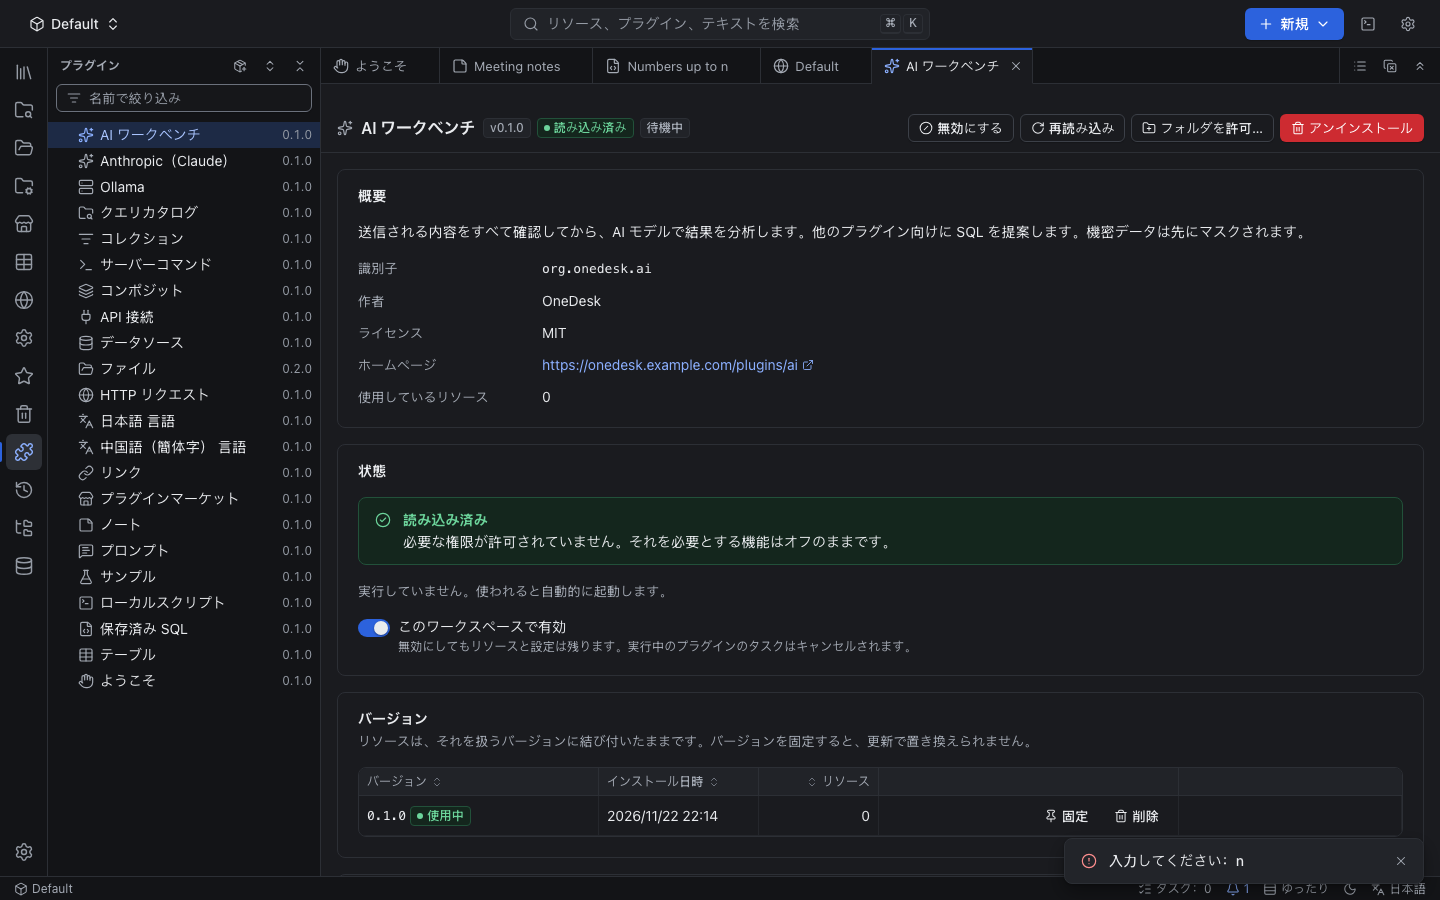 Default
リソース、プラグイン、テキストを検索
⌘ K
新規
プラグイン
名前で絞り込み
AI ワークベンチ 0.1.0
Anthropic（Claude） 0.1.0
Ollama 0.1.0
クエリカタログ 0.1.0
コレクション 0.1.0
サーバーコマンド 0.1.0
コンポジット 0.1.0
API 接続 0.1.0
データソース 0.1.0
ファイル 0.2.0
HTTP リクエスト 0.1.0
日本語 言語 0.1.0
中国語（簡体字） 言語 0.1.0
リンク 0.1.0
プラグインマーケット 0.1.0
ノート 0.1.0
プロンプト 0.1.0
サンプル 0.1.0
ローカルスクリプト 0.1.0
保存済み SQL 0.1.0
テーブル 0.1.0
ようこそ 0.1.0
ようこそ
Meeting notes
Numbers up to n
Default
AI ワークベンチ
AI ワークベンチ v0.1.0 読み込み済み 待機中
無効にする
再読み込み
フォルダを許可...
アンインストール
概要
送信される内容をすべて確認してから、AI モデルで結果を分析します。他のプラグイン向けに SQL を提案します。機密データは先にマスクされます。
識別子 org.onedesk.ai
作者 OneDesk
ライセンス MIT
ホームページ https://onedesk.example.com/plugins/ai
使用しているリソース 0
状態
読み込み済み
必要な権限が許可されていません。それを必要とする機能はオフのままです。
実行していません。使われると自動的に起動します。
このワークスペースで有効
無効にしてもリソースと設定は残ります。実行中のプラグインのタスクはキャンセルされます。
バージョン
リソースは、それを扱うバージョンに結び付いたままです。バージョンを固定すると、更新で置き換えられません。
バージョン インストール日時 リソース
0.1.0 使用中 2026/11/22 22:14 0 固定 削除
入力してください: n
Default
タスク: 0
1
ゆったり
日本語